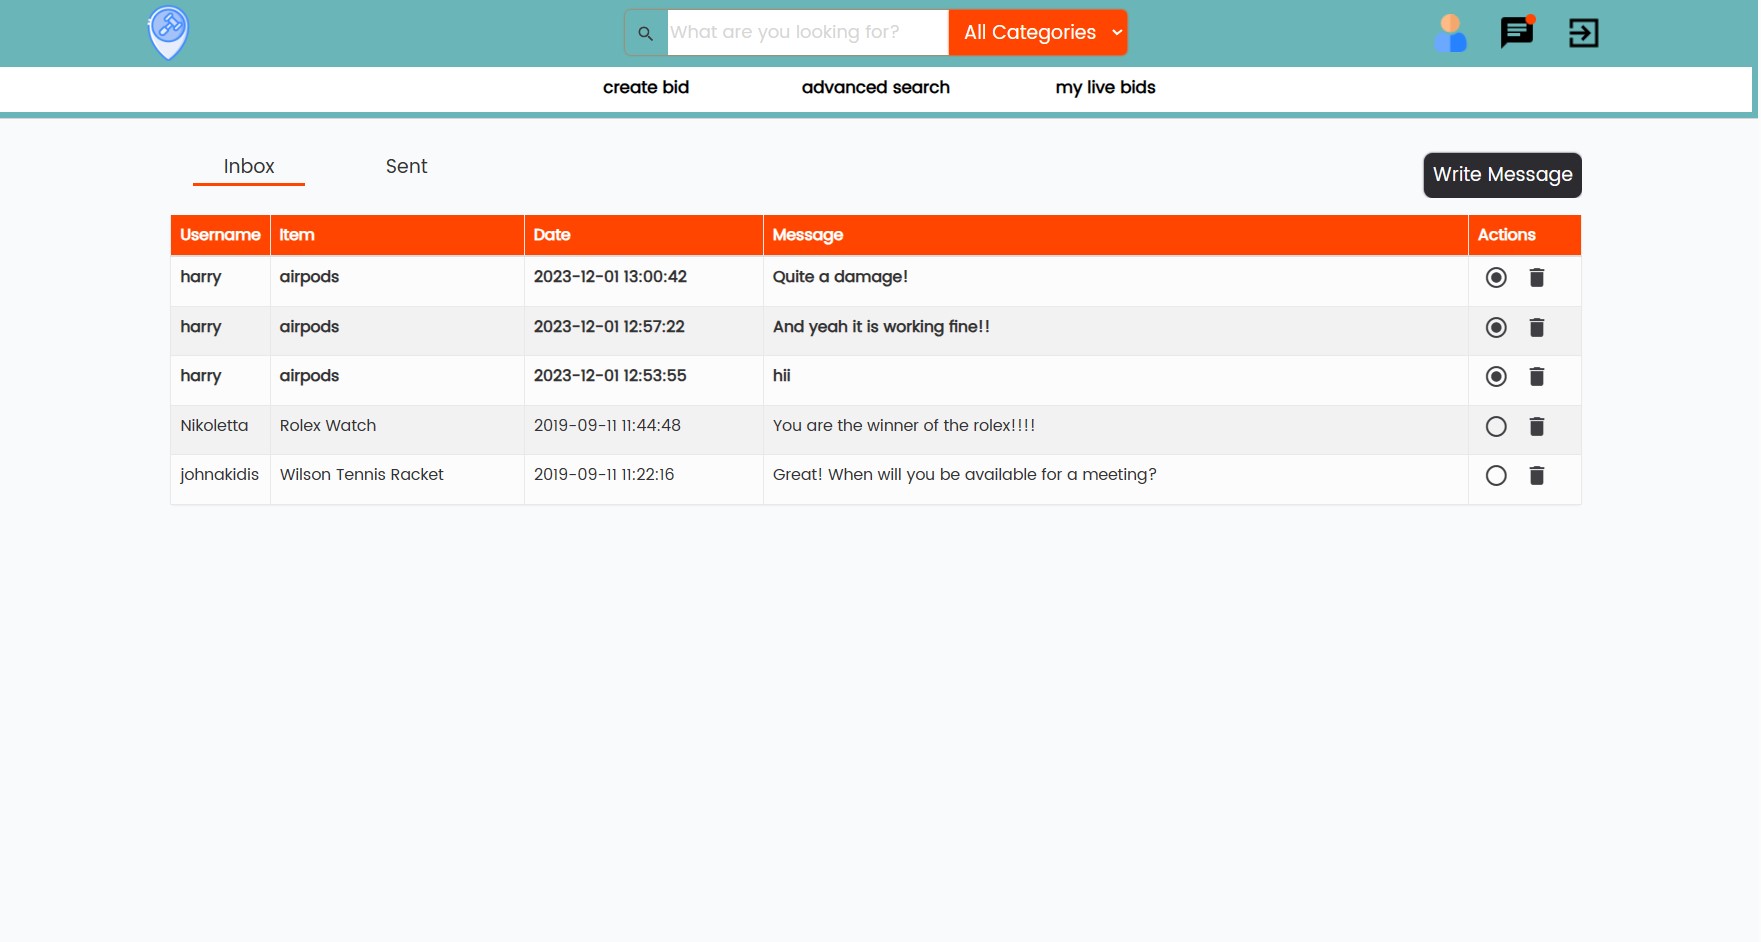 What are you looking for? All Categories
create bid advanced search my live bids
Inbox Sent Write Message
Username Item Date Message Actions
harry airpods 2023-12-01 13:00:42 Quite a damage!
harry airpods 2023-12-01 12:57:22 And yeah it is working fine!!
harry airpods 2023-12-01 12:53:55 hii
Nikoletta Rolex Watch 2019-09-11 11:44:48 You are the winner of the rolex!!!!
johnakidis Wilson Tennis Racket 2019-09-11 11:22:16 Great! When will you be available for a meeting?